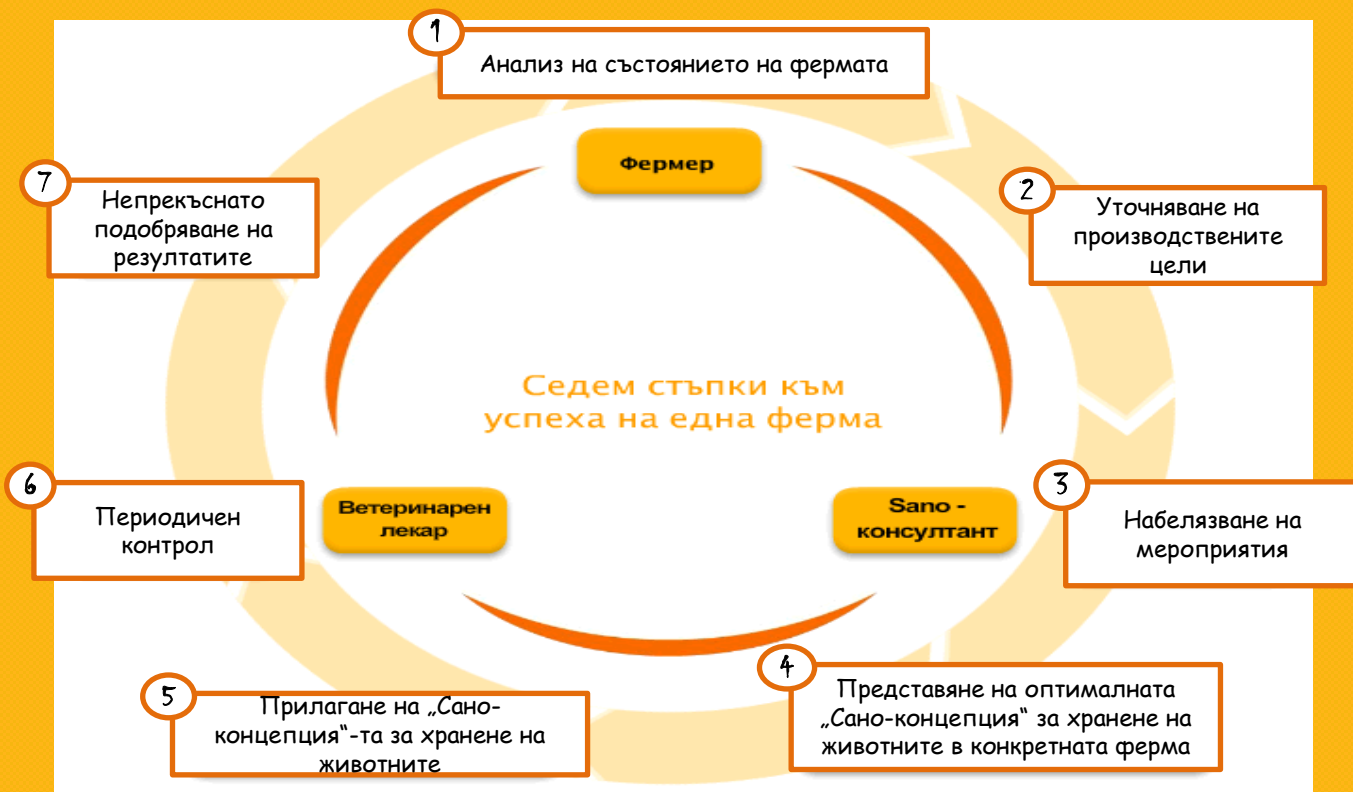 1
Анализ на състоянието на фермата
Фермер
2
Уточняване на
производствените
цели
7
Непрекъснато
подобряване на
резултатите
Седем стъпки към
успеха на една ферма
3
Набелязване на
мероприятия
Sano -
консултант
6
Периодичен
контрол
Ветеринарен
лекар
4
Представяне на оптималната
„Сано-концепция“ за хранене на
животните в конкретната ферма
5
Прилагане на „Сано-
концепция“-та за хранене на
животните